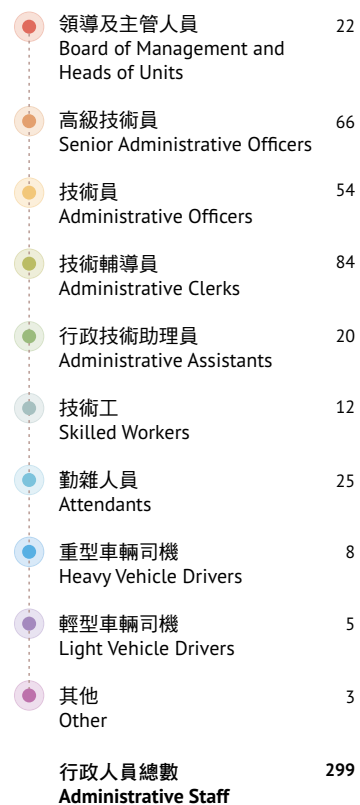 領導及主管人員 22
Board of Management and
Heads of Units
高級技術員 66
Senior Administrative Officers
技術員 54
Administrative Officers
技術輔導員 84
Administrative Clerks
行政技術助理員 20
Administrative Assistants
技術工 12
Skilled Workers
勤雜人員 25
Attendants
重型車輛司機 8
Heavy Vehicle Drivers
輕型車輛司機 5
Light Vehicle Drivers
其他 3
Other
行政人員總數 299
Administrative Staff